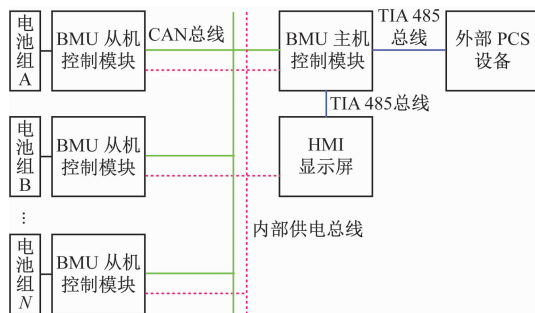 电池组A
BMU 从机
控制模块
CAN总线
BMU 主机
控制模块
TIA 485
总线
外部 PCS
设备
TIA 485总线
电池组B
BMU 从机
控制模块
HMI
显示屏
⋮
内部供电总线
电池组N
BMU 从机
控制模块